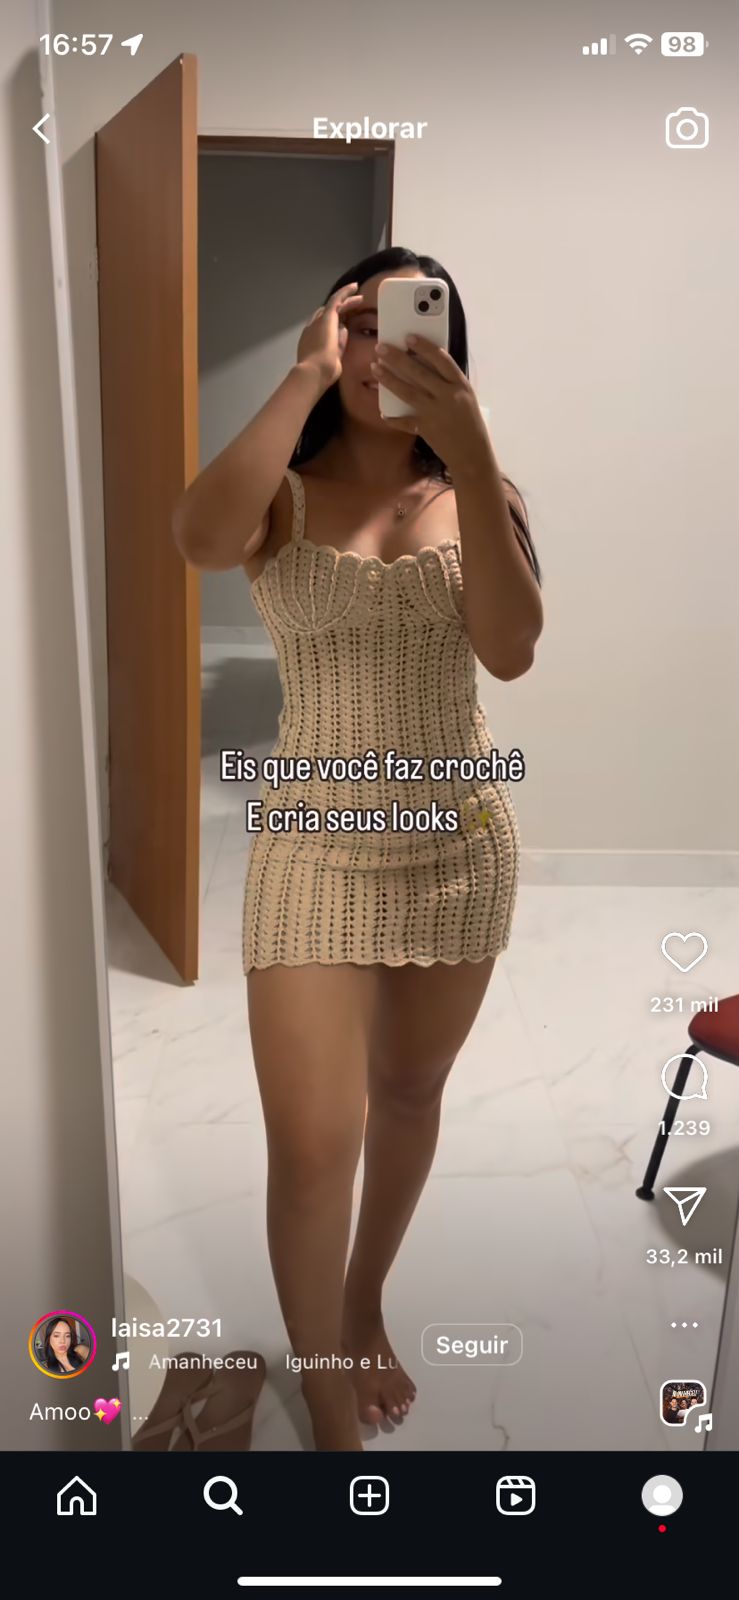 16:57
98
Explorar
Eis que você faz crochê
E cria seus looks ✨
231 mil
1.239
33,2 mil
laisa2731
Seguir
Amanheceu Iguinho e Lu
Amoo💖 ...